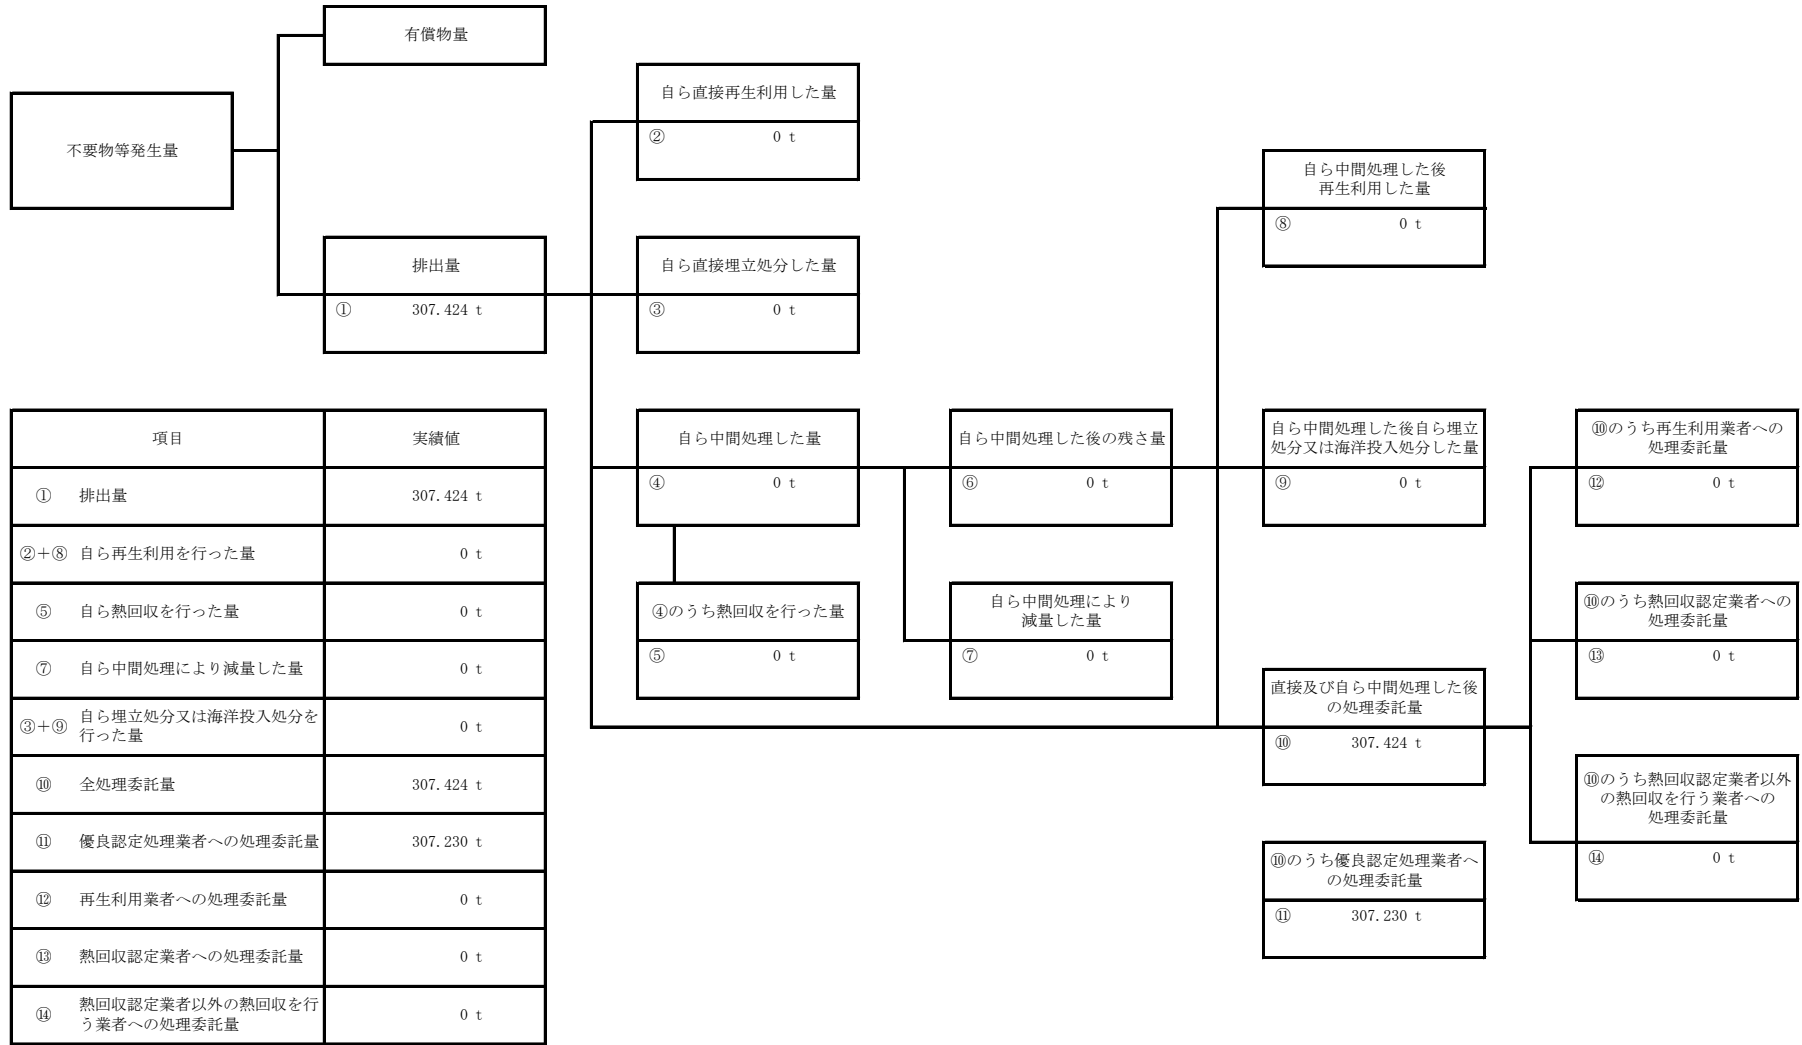 有償物量
不要物等発生量
排出量
① 307.424 t
自ら直接再生利用した量
② 0 t
自ら直接埋立処分した量
③ 0 t
自ら中間処理した量
④ 0 t
④のうち熱回収を行った量
⑤ 0 t
自ら中間処理した後の残さ量
⑥ 0 t
自ら中間処理により
減量した量
⑦ 0 t
自ら中間処理した後
再生利用した量
⑧ 0 t
自ら中間処理した後自ら埋立
処分又は海洋投入処分した量
⑨ 0 t
直接及び自ら中間処理した後
の処理委託量
⑩ 307.424 t
⑩のうち優良認定処理業者へ
の処理委託量
⑪ 307.230 t
⑩のうち再生利用業者への
処理委託量
⑫ 0 t
⑩のうち熱回収認定業者への
処理委託量
⑬ 0 t
⑩のうち熱回収認定業者以外
の熱回収を行う業者への
処理委託量
⑭ 0 t
項目 実績値
① 排出量 307.424 t
②+⑧ 自ら再生利用を行った量 0 t
⑤ 自ら熱回収を行った量 0 t
⑦ 自ら中間処理により減量した量 0 t
③+⑨ 自ら埋立処分又は海洋投入処分を
行った量 0 t
⑩ 全処理委託量 307.424 t
⑪ 優良認定処理業者への処理委託量 307.230 t
⑫ 再生利用業者への処理委託量 0 t
⑬ 熱回収認定業者への処理委託量 0 t
⑭ 熱回収認定業者以外の熱回収を行
う業者への処理委託量 0 t